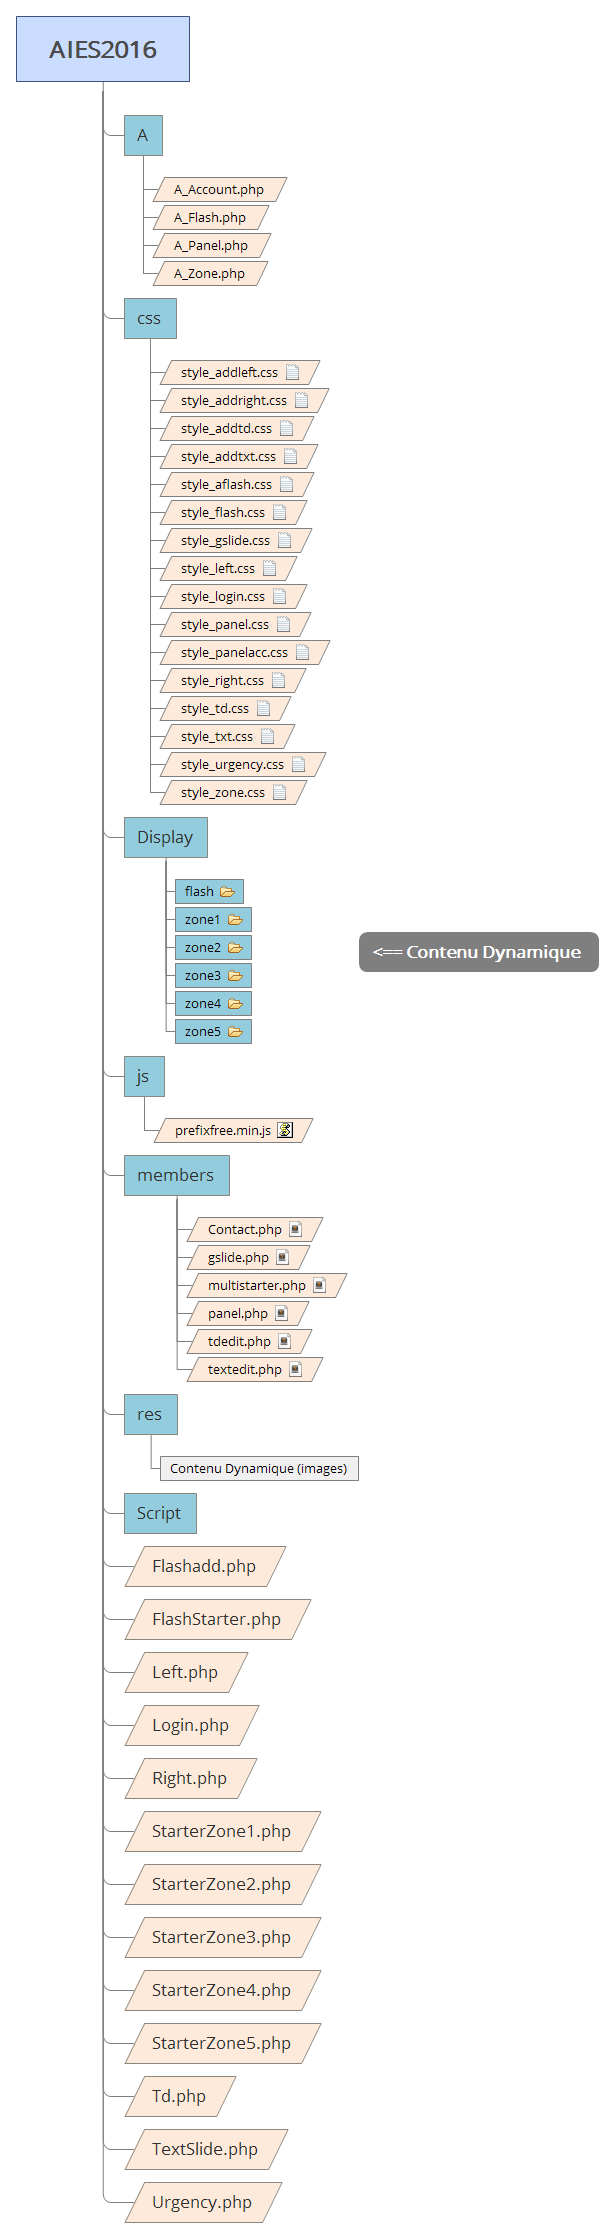 AIES2016
A
A_Account.php
A_Flash.php
A_Panel.php
A_Zone.php
css
style_addleft.css
style_addright.css
style_addtd.css
style_addtxt.css
style_aflash.css
style_flash.css
style_gslide.css
style_left.css
style_login.css
style_panel.css
style_panelacc.css
style_right.css
style_td.css
style_txt.css
style_urgency.css
style_zone.css
Display
flash
zone1
zone2
<== Contenu Dynamique
zone3
zone4
zone5
js
prefixfree.min.js
members
Contact.php
gslide.php
multistarter.php
panel.php
tdedit.php
textedit.php
res
Contenu Dynamique (images)
Script
Flashadd.php
FlashStarter.php
Left.php
Login.php
Right.php
StarterZone1.php
StarterZone2.php
StarterZone3.php
StarterZone4.php
StarterZone5.php
Td.php
TextSlide.php
Urgency.php